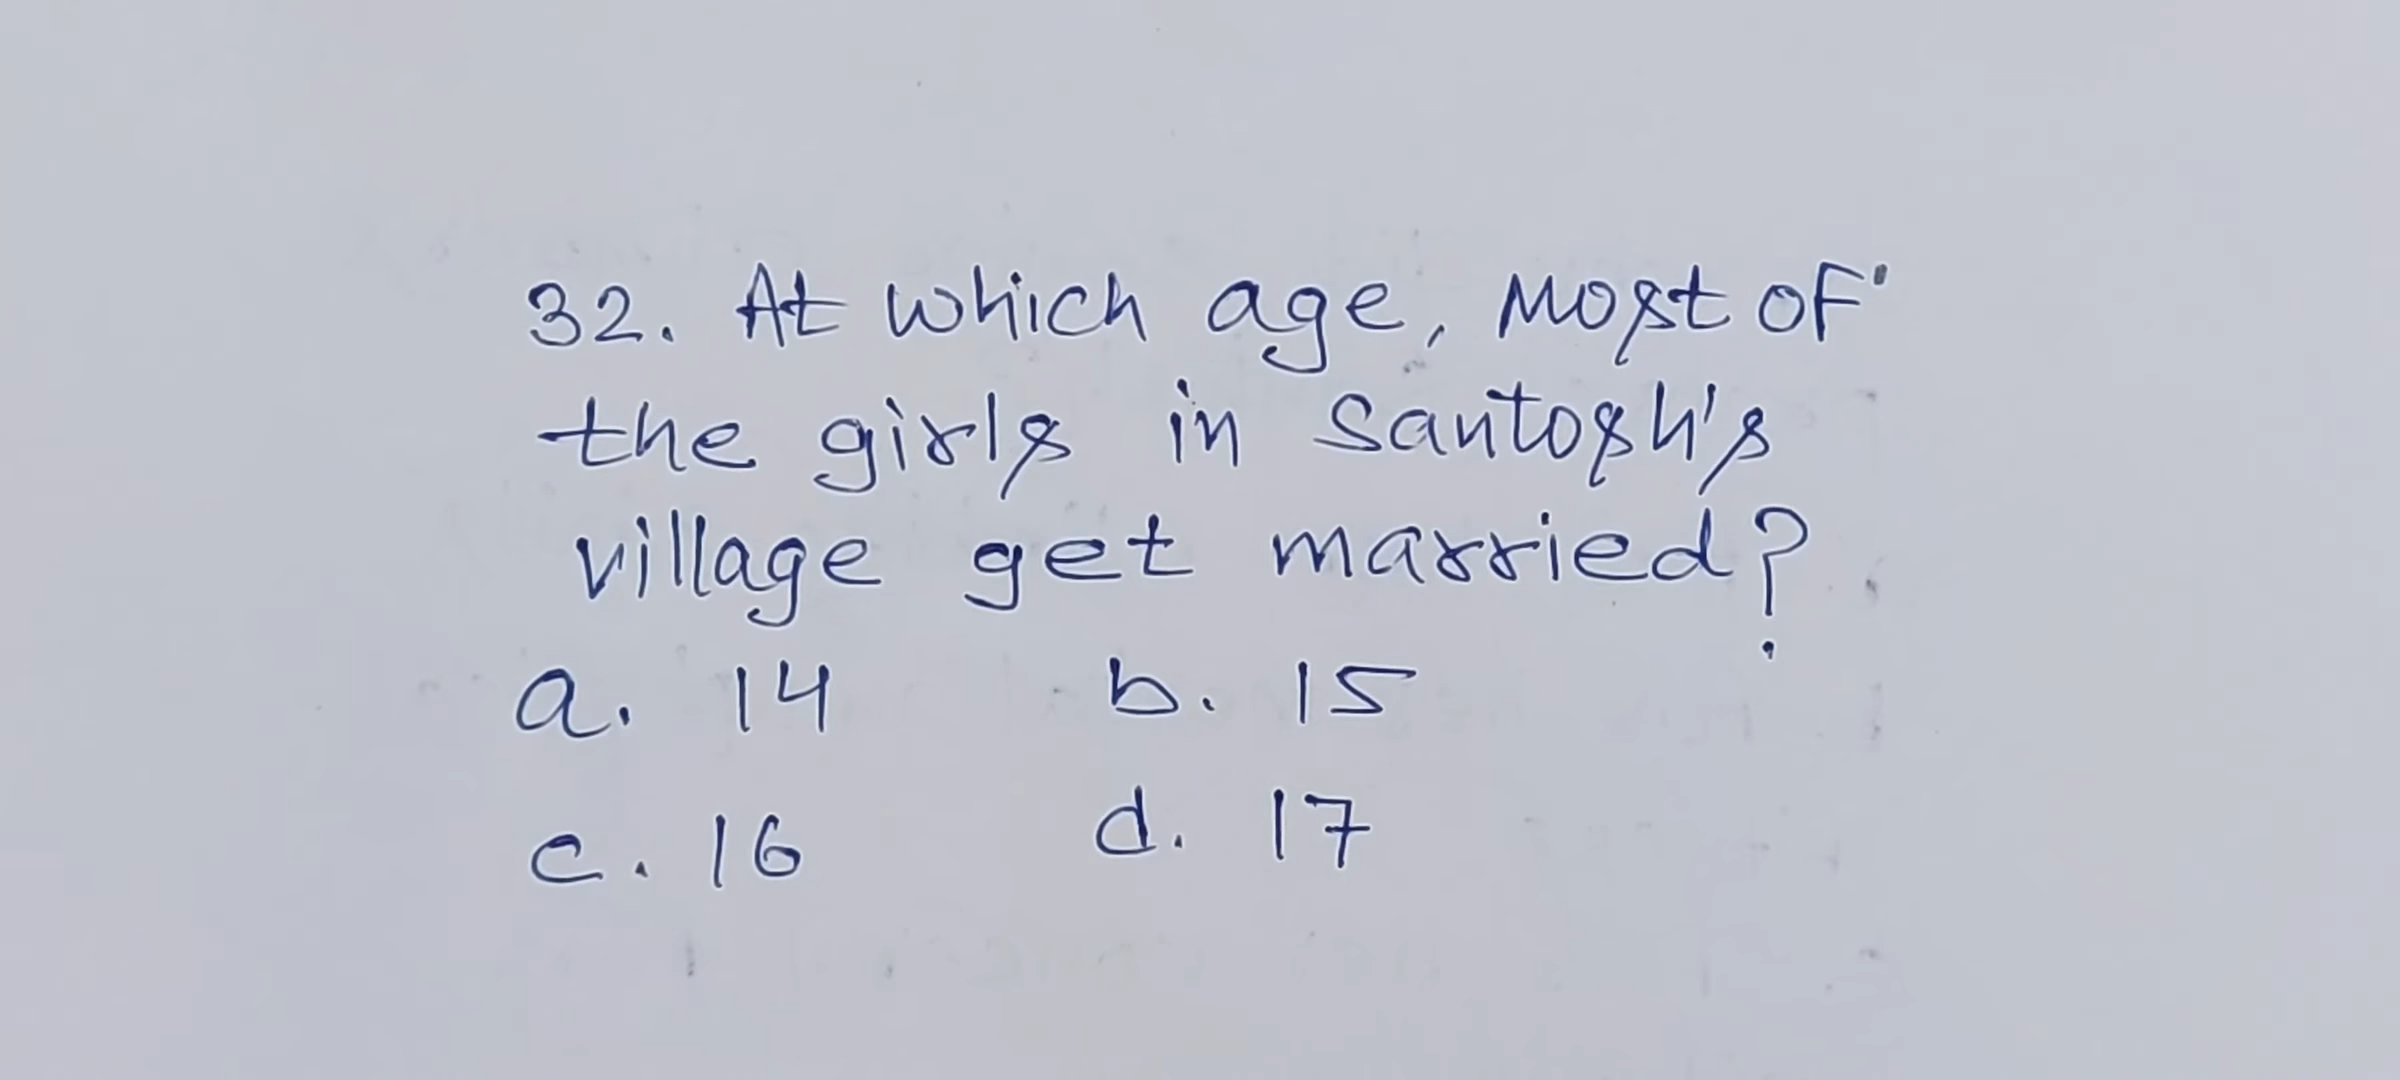 32. At which age, Most of
the girls in Santosh's
village get married?
a. 14 b. 15
c. 16 d. 17